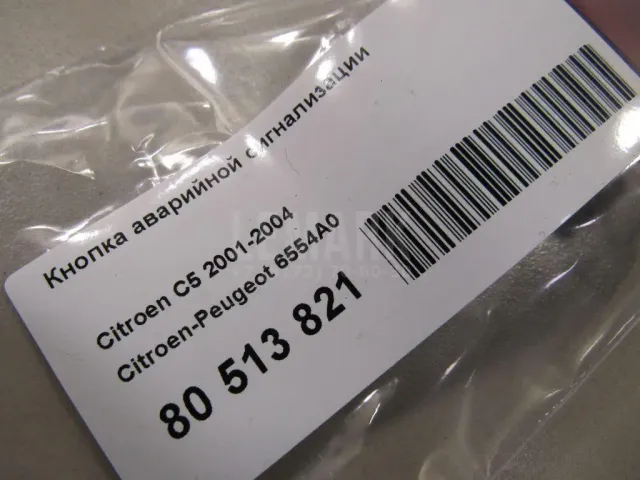 Кнопка аварийной сигнализации
Citroen C5 2001-2004
Citroen-Peugeot 6554A0
80 513 821